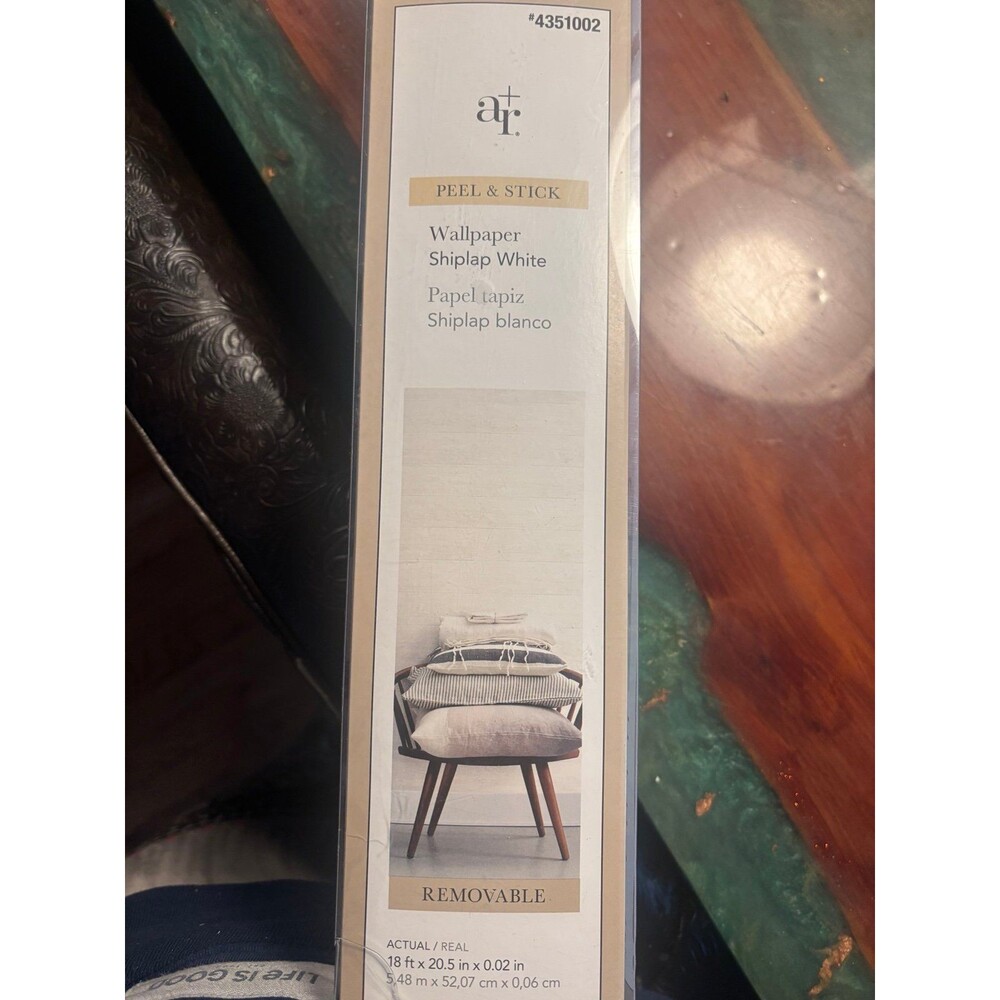 #4351002
a+r
PEEL & STICK
Wallpaper
Shiplap White
Papel tapiz
Shiplap blanco
REMOVABLE
ACTUAL / REAL
18 ft x 20.5 in x 0.02 in
5,48 m x 52,07 cm x 0,06 cm
LIFE IS GOOD